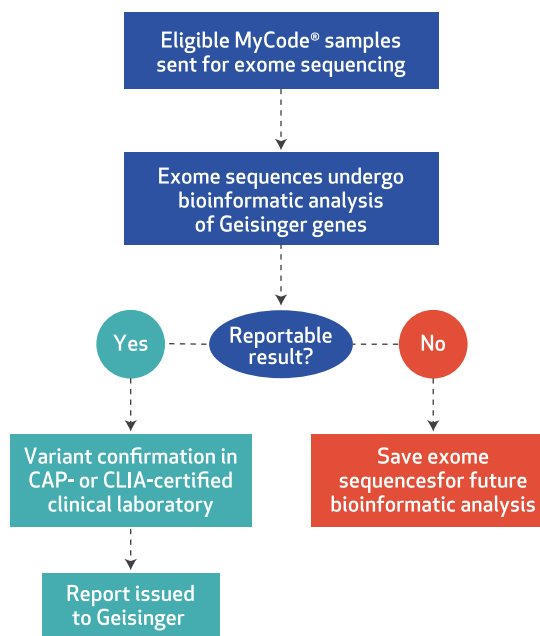 Eligible MyCode® samples
sent for exome sequencing
Exome sequences undergo
bioinformatic analysis
of Geisinger genes
Yes
Reportable
result?
No
Variant confirmation in
CAP- or CLIA-certified
clinical laboratory
Save exome
sequencesfor future
bioinformatic analysis
Report issued
to Geisinger